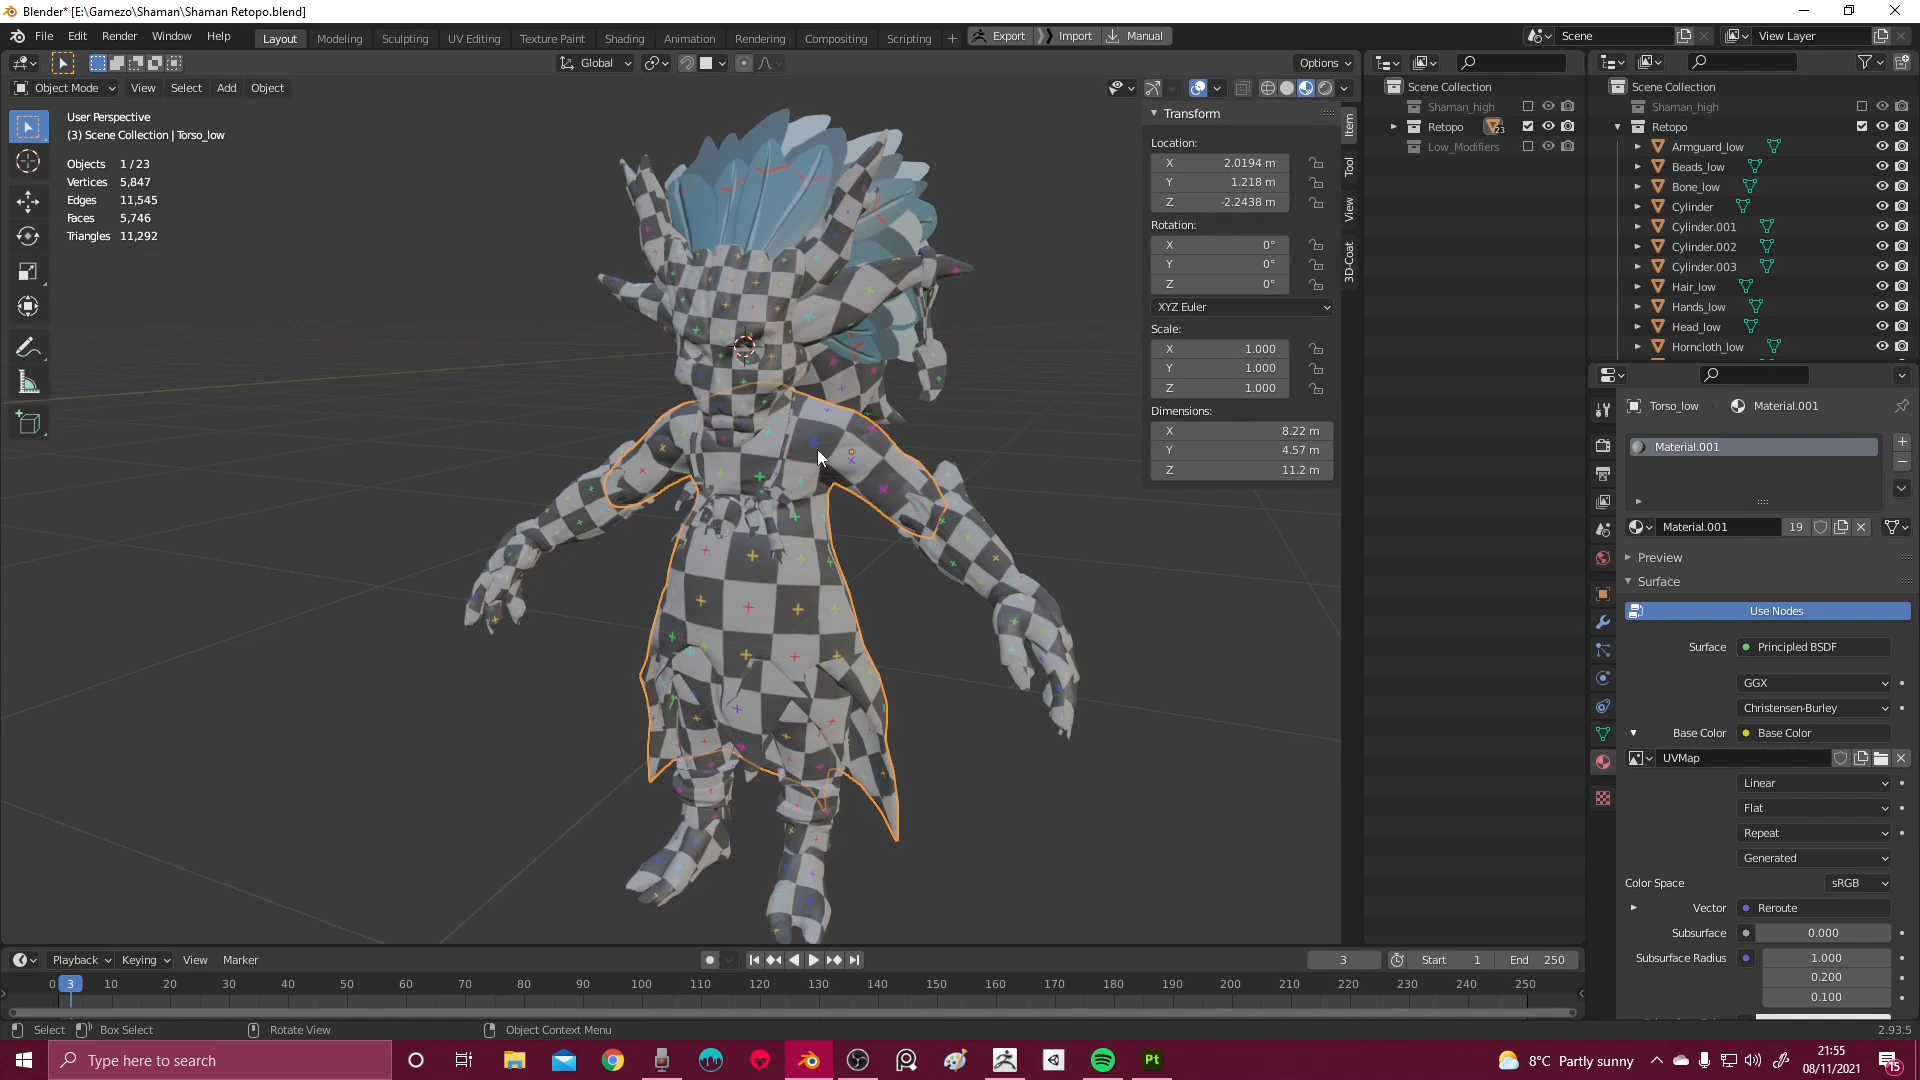 Blender* [E:\Gamezo\Shaman\Shaman Retopo.blend]
File Edit Render Window Help
Layout Modeling Sculpting UV Editing Texture Paint Shading Animation Rendering Compositing Scripting +
Export Import Manual
Scene
View Layer
Global
Options
Object Mode View Select Add Object
User Perspective
(3) Scene Collection | Torso_low
Objects 1 / 23
Vertices 5,847
Edges 11,545
Faces 5,746
Triangles 11,292
Transform
Location:
X 2.0194 m
Y 1.218 m
Z -2.2438 m
Rotation:
X 0°
Y 0°
Z 0°
XYZ Euler
Scale:
X 1.000
Y 1.000
Z 1.000
Dimensions:
X 8.22 m
Y 4.57 m
Z 11.2 m
Item
Tool
View
3D-Coat
Scene Collection
Shaman_high
Retopo 23
Low_Modifiers
Scene Collection
Shaman_high
Retopo
Armguard_low
Beads_low
Bone_low
Cylinder
Cylinder.001
Cylinder.002
Cylinder.003
Hair_low
Hands_low
Head_low
Horncloth_low
Torso_low Material.001
Material.001
Material.001 19
Preview
Surface
Use Nodes
Surface Principled BSDF
GGX
Christensen-Burley
Base Color Base Color
UVMap
Linear
Flat
Repeat
Generated
Color Space sRGB
Vector Reroute
Subsurface 0.000
Subsurface Radius 1.000
0.200
0.100
Playback Keying View Marker
3 Start 1 End 250
0 3 10 20 30 40 50 60 70 80 90 100 110 120 130 140 150 160 170 180 190 200 210 220 230 240 250
Select Box Select Rotate View Object Context Menu 2.93.5
Type here to search
Pt
8°C Partly sunny
21:55
08/11/2021
15